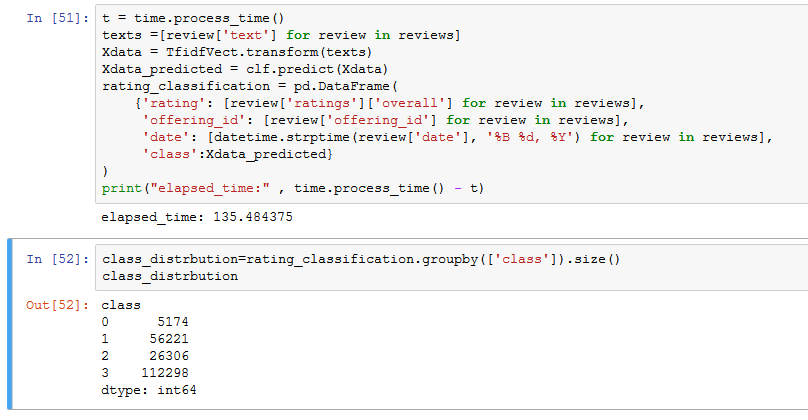 In [51]: t = time.process_time()
texts =[review['text'] for review in reviews]
Xdata = TfidfVect.transform(texts)
Xdata_predicted = clf.predict(Xdata)
rating_classification = pd.DataFrame(
    {'rating': [review['ratings']['overall'] for review in reviews],
     'offering_id': [review['offering_id'] for review in reviews],
     'date': [datetime.strptime(review['date'], '%B %d, %Y') for review in reviews],
     'class':Xdata_predicted}
)
print("elapsed_time:" , time.process_time() - t)
elapsed_time: 135.484375
In [52]: class_distrbution=rating_classification.groupby(['class']).size()
class_distrbution
Out[52]: class
0      5174
1     56221
2     26306
3    112298
dtype: int64